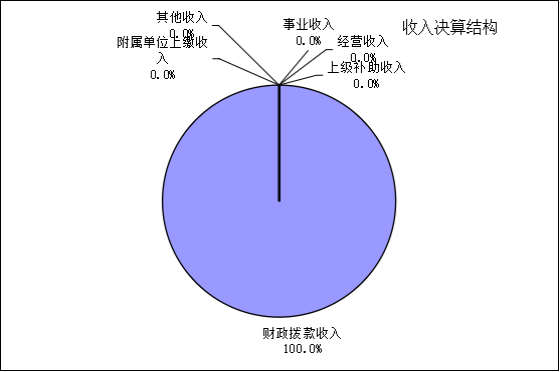 收入决算结构
其他收入
0.0%
附属单位上缴收
入
0.0%
事业收入
0.0%
经营收入
0.0%
上级补助收入
0.0%
财政拨款收入
100.0%